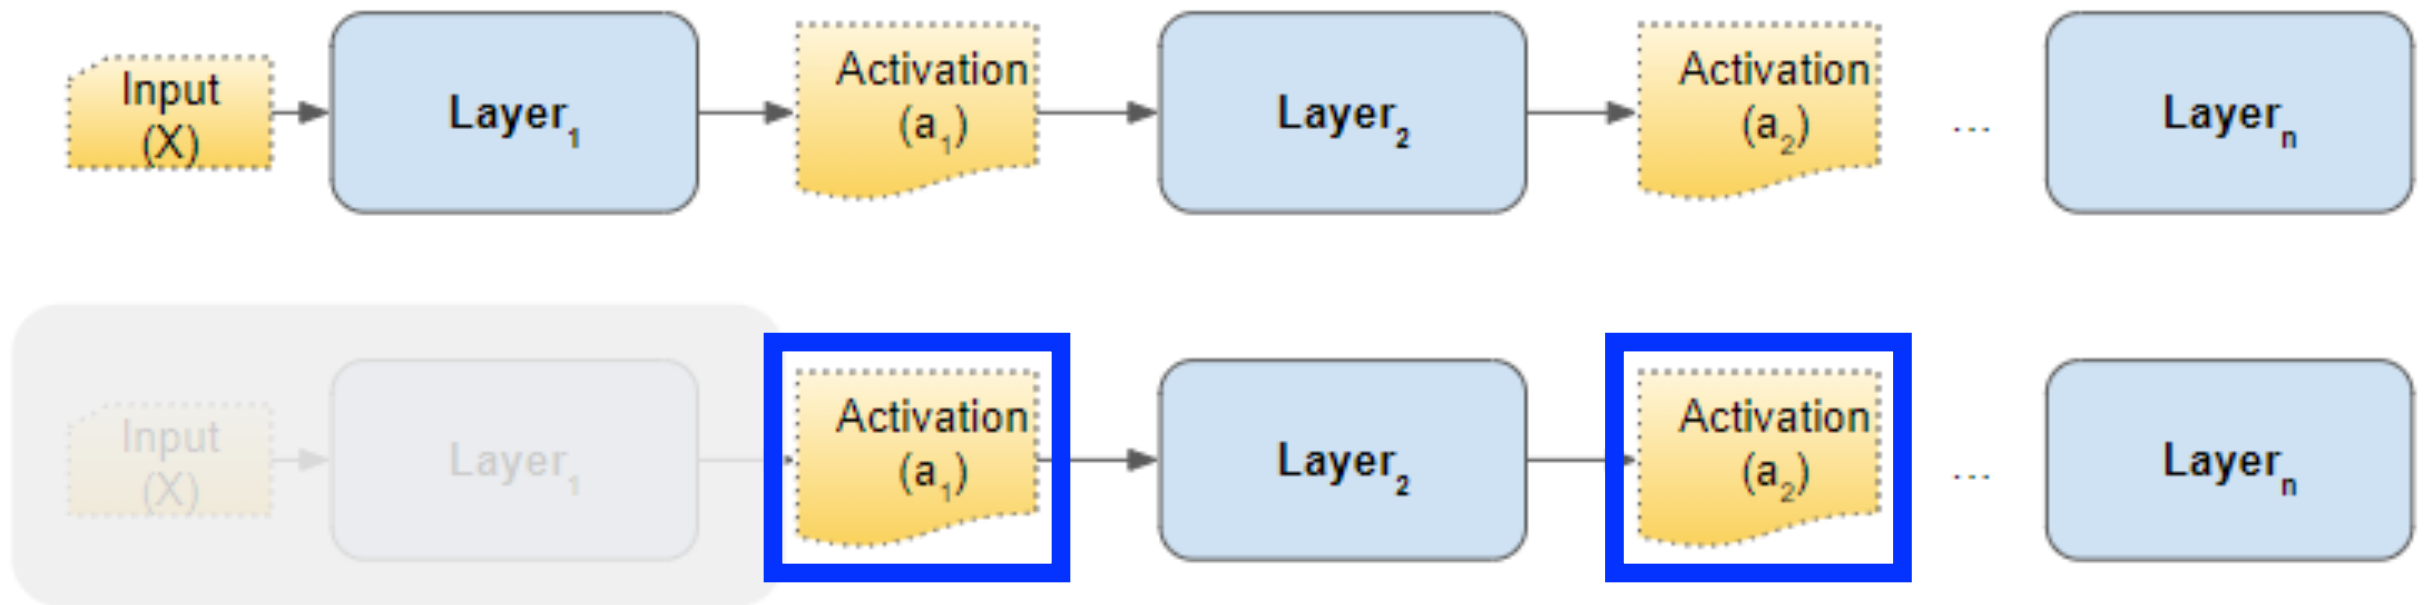 Input
(X)
Layer1
Activation
(a1)
Layer2
Activation
(a2)
...
Layern
Input
(X)
Layer1
Activation
(a1)
Layer2
Activation
(a2)
...
Layern